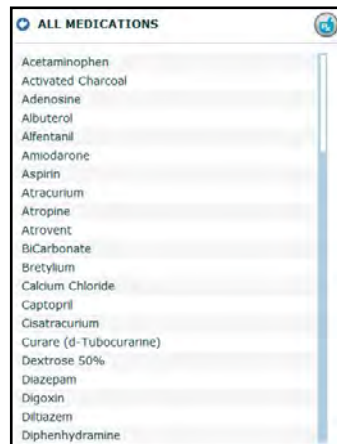 ALL MEDICATIONS
Acetaminophen
Activated Charcoal
Adenosine
Albuterol
Alfentanil
Amiodarone
Aspirin
Atracurium
Atropine
Atrovent
BiCarbonate
Bretylium
Calcium Chloride
Captopril
Cisatracurium
Curare (d-Tubocurarine)
Dextrose 50%
Diazepam
Digoxin
Diltiazem
Diphenhydramine